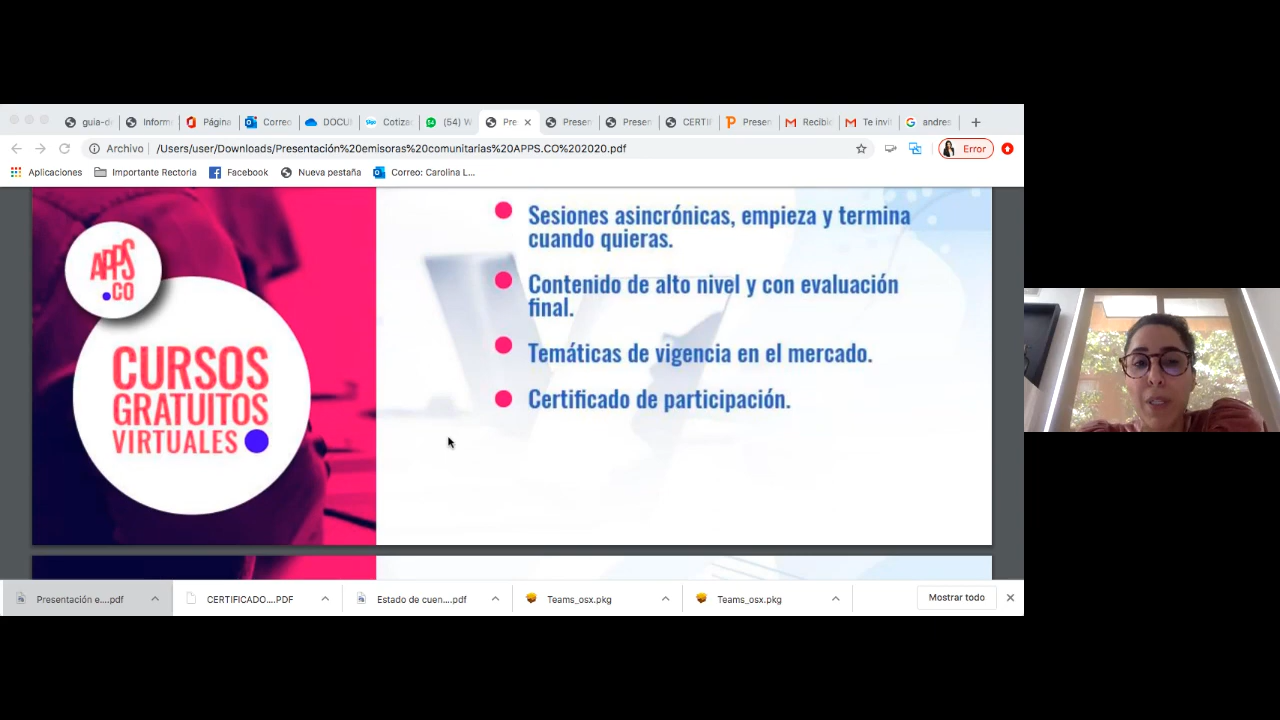 guia-d
Inform
Página
Correo
DOCU
Cotiza
(54) W
Pre
Presen
Presen
CERTI
Presen
Recibi
Te invi
andres
Archivo
/Users/user/Downloads/Presentación%20emisoras%20comunitarias%20APPS.CO%202020.pdf
Error
Aplicaciones
Importante Rectoria
Facebook
Nueva pestaña
Correo: Carolina L...
APPS
.CO
CURSOS
GRATUITOS
VIRTUALES
Sesiones asincrónicas, empieza y termina
cuando quieras.
Contenido de alto nivel y con evaluación
final.
Temáticas de vigencia en el mercado.
Certificado de participación.
Presentación e....pdf
CERTIFICADO....PDF
Estado de cuen....pdf
Teams_osx.pkg
Teams_osx.pkg
Mostrar todo